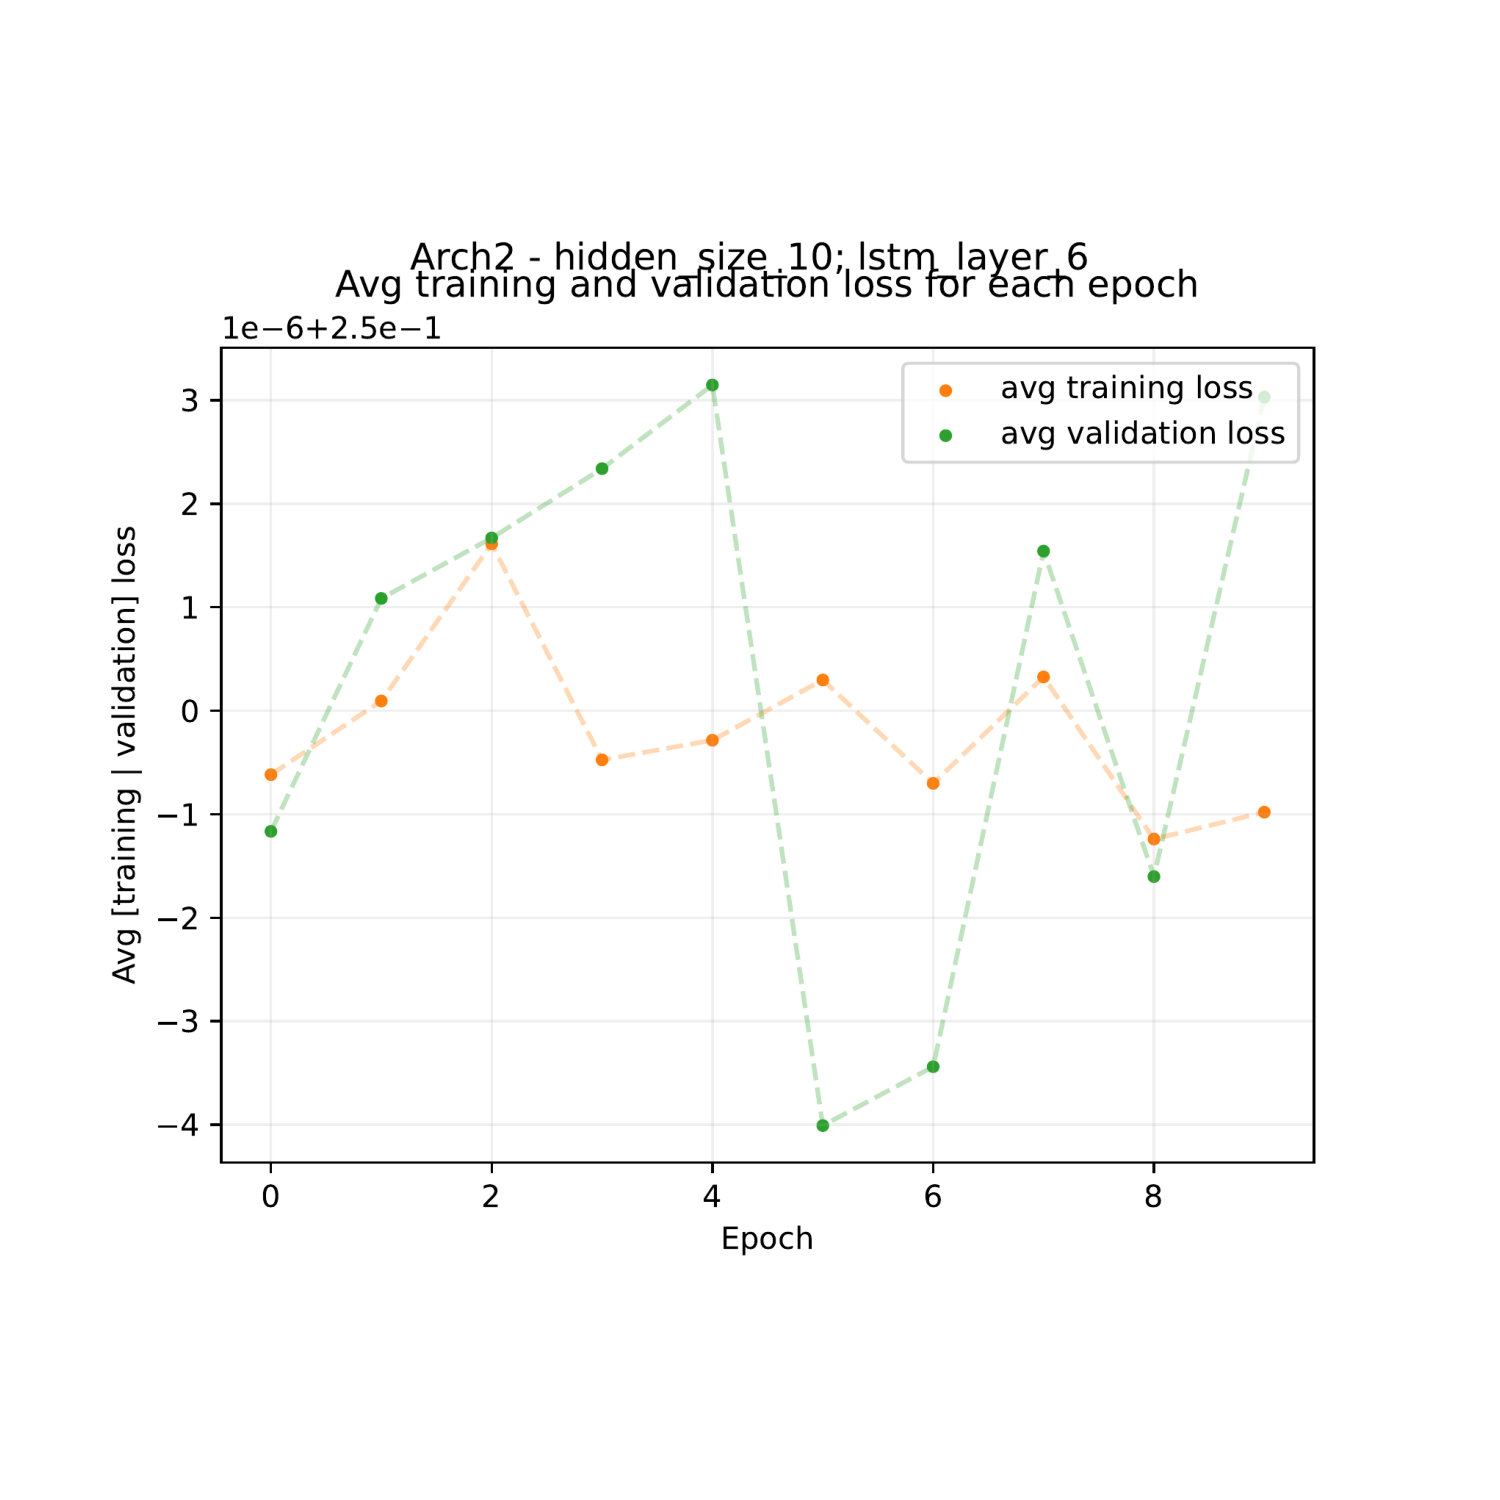 Arch2 - hidden_size_10; lstm_layer_6
Avg training and validation loss for each epoch
1e−6+2.5e−1
avg training loss
avg validation loss
3
2
1
0
−1
−2
−3
−4
Avg [training | validation] loss
0 2 4 6 8
Epoch